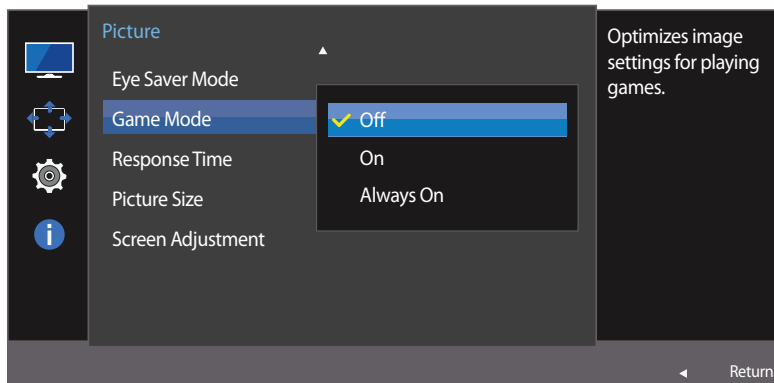 Picture
Eye Saver Mode
Game Mode
Response Time
Picture Size
Screen Adjustment
Off
On
Always On
Optimizes image
settings for playing
games.
Return